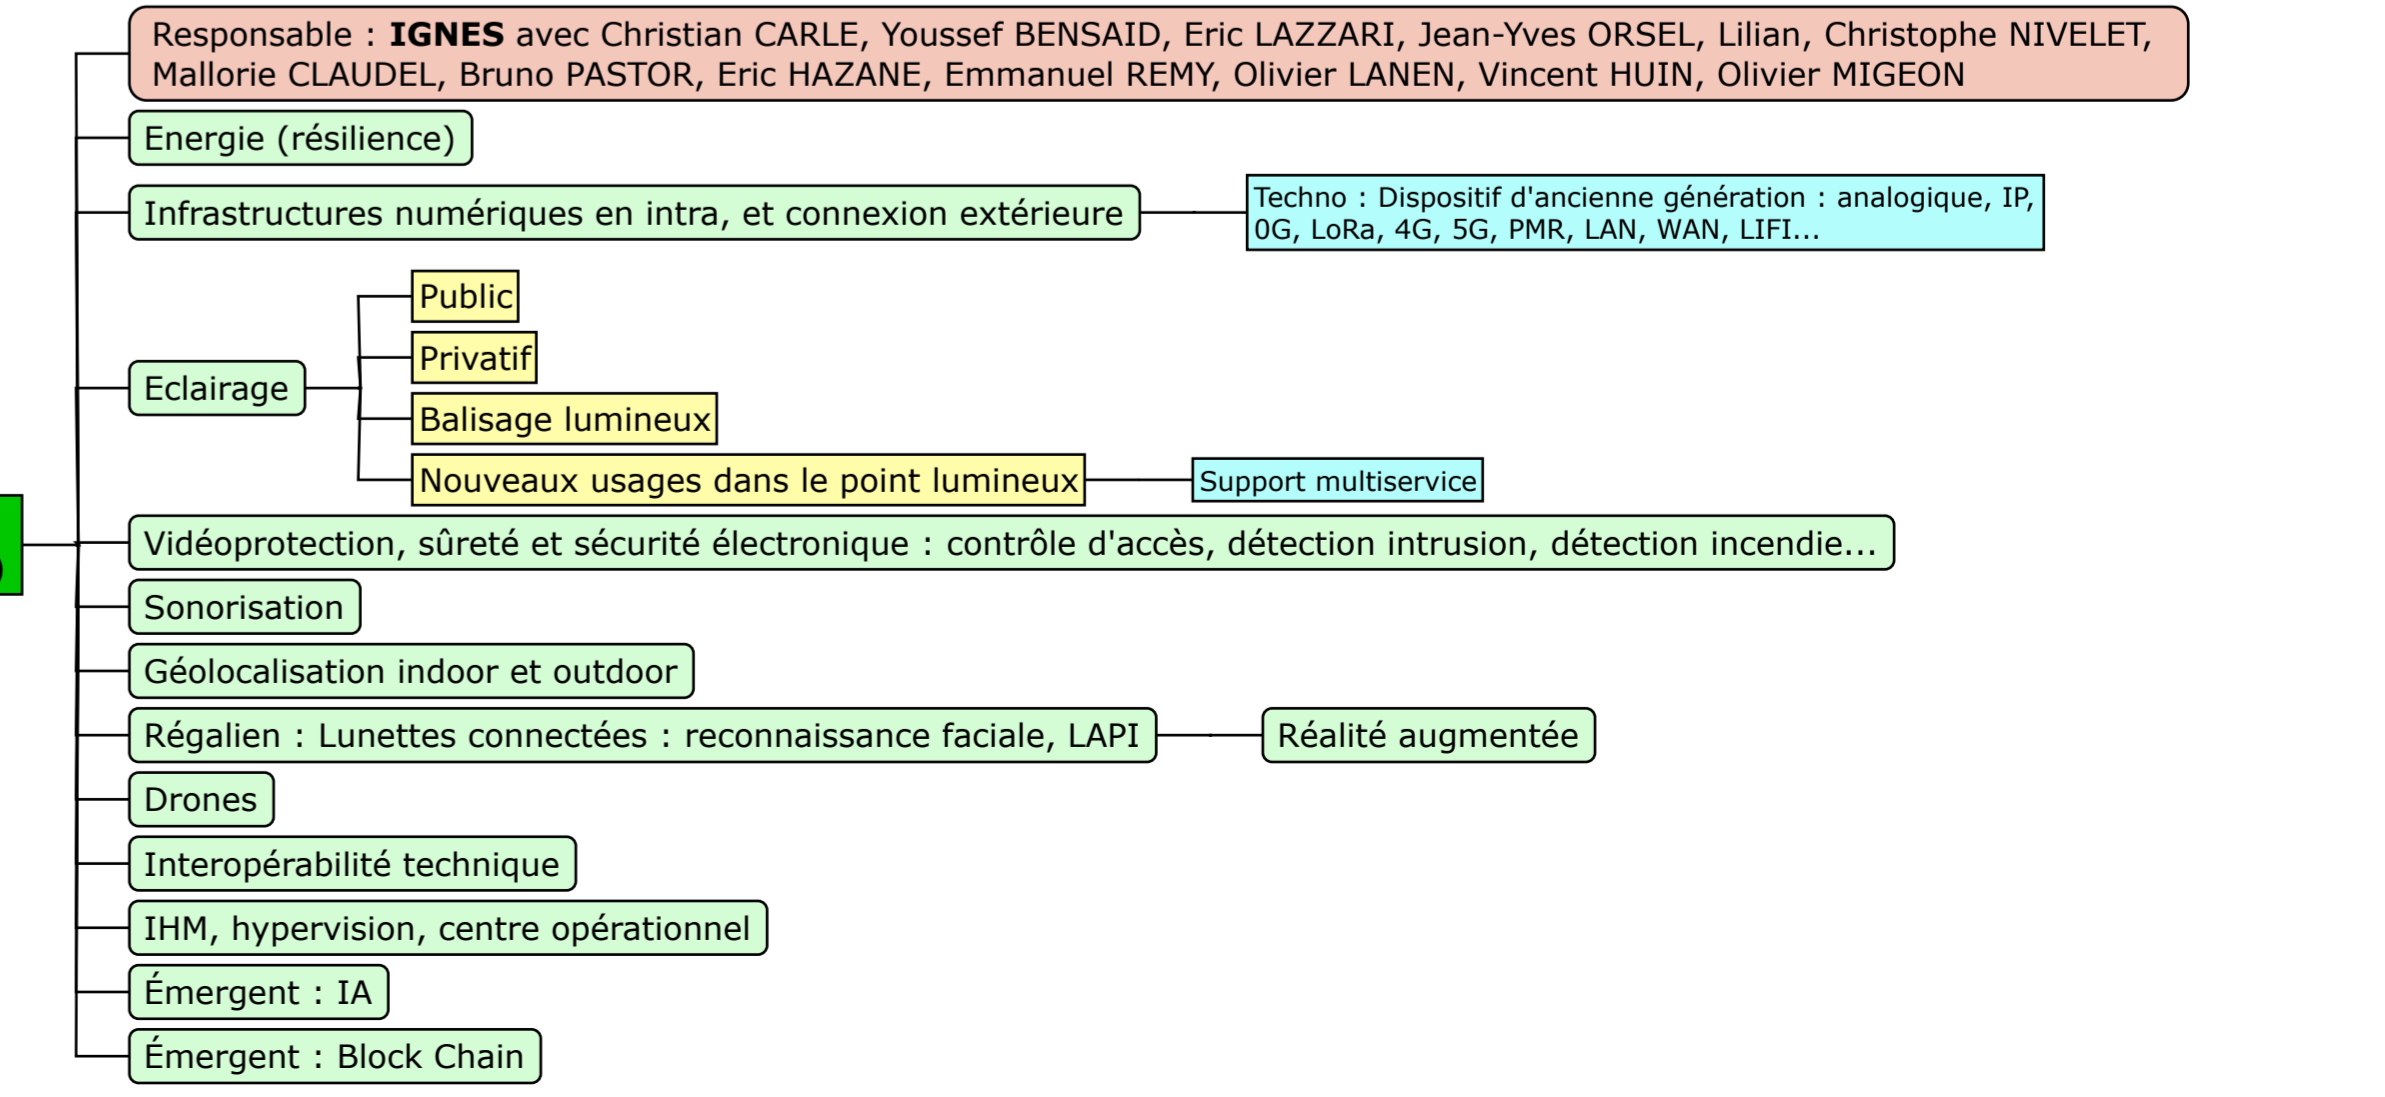 Responsable : IGNES avec Christian CARLE, Youssef BENSAID, Eric LAZZARI, Jean-Yves ORSEL, Lilian, Christophe NIVELET,
Mallorie CLAUDEL, Bruno PASTOR, Eric HAZANE, Emmanuel REMY, Olivier LANEN, Vincent HUIN, Olivier MIGEON
Energie (résilience)
Infrastructures numériques en intra, et connexion extérieure
Techno : Dispositif d'ancienne génération : analogique, IP,
0G, LoRa, 4G, 5G, PMR, LAN, WAN, LIFI...
Eclairage
Public
Privatif
Balisage lumineux
Nouveaux usages dans le point lumineux
Support multiservice
)
Vidéoprotection, sûreté et sécurité électronique : contrôle d'accès, détection intrusion, détection incendie...
Sonorisation
Géolocalisation indoor et outdoor
Régalien : Lunettes connectées : reconnaissance faciale, LAPI
Réalité augmentée
Drones
Interopérabilité technique
IHM, hypervision, centre opérationnel
Émergent : IA
Émergent : Block Chain